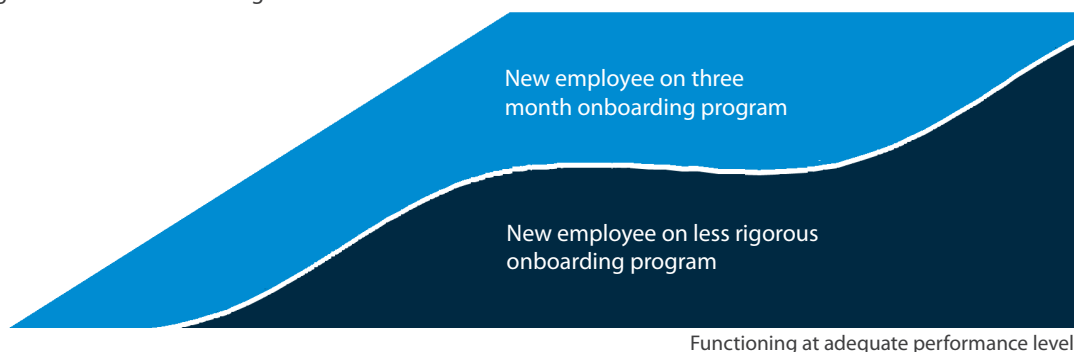 New employee on three
month onboarding program
New employee on less rigorous
onboarding program
Functioning at adequate performance level